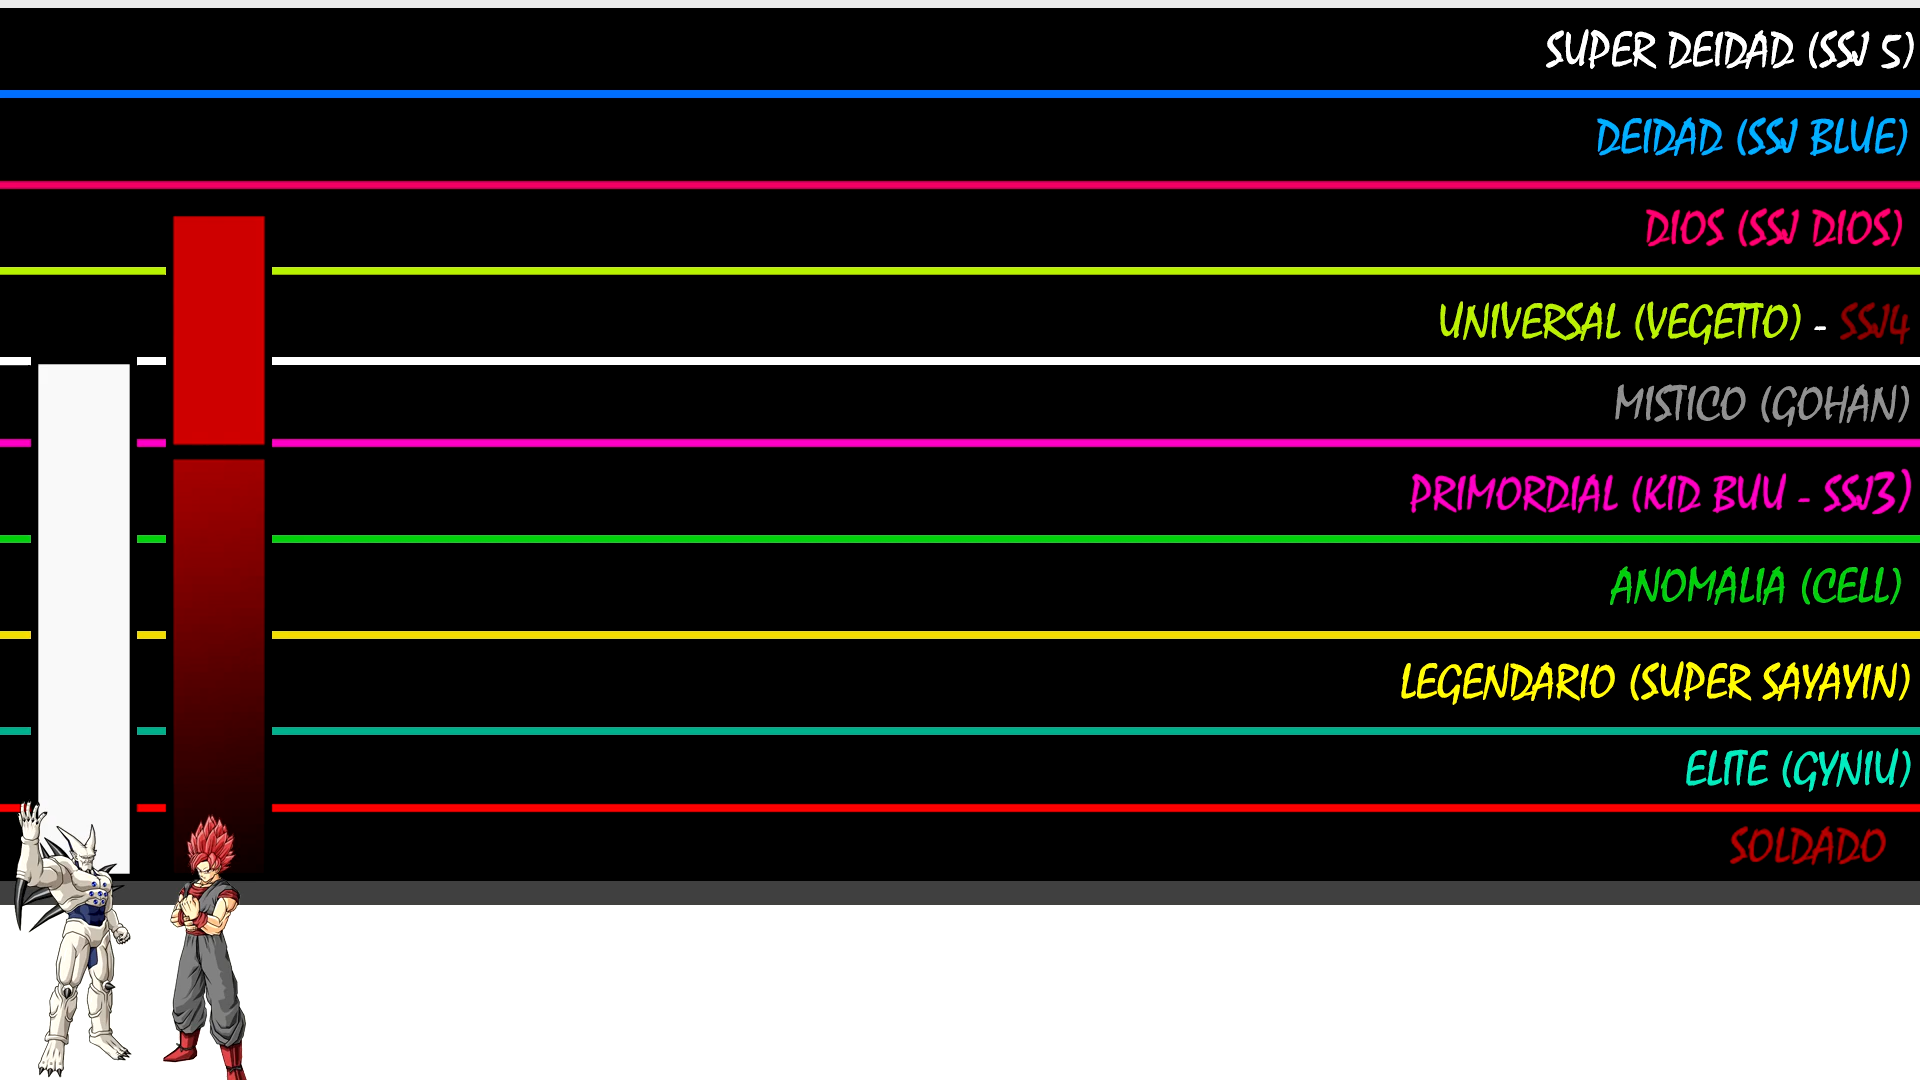 SUPER DEIDAD (SSJ 5)
DEIDAD (SSJ BLUE)
DIOS (SSJ DIOS)
UNIVERSAL (VEGETTO) - SSJ4
MISTICO (GOHAN)
PRIMORDIAL (KID BUU - SSJ3)
ANOMALIA (CELL)
LEGENDARIO (SUPER SAYAYIN)
ELITE (GYNIU)
SOLDADO